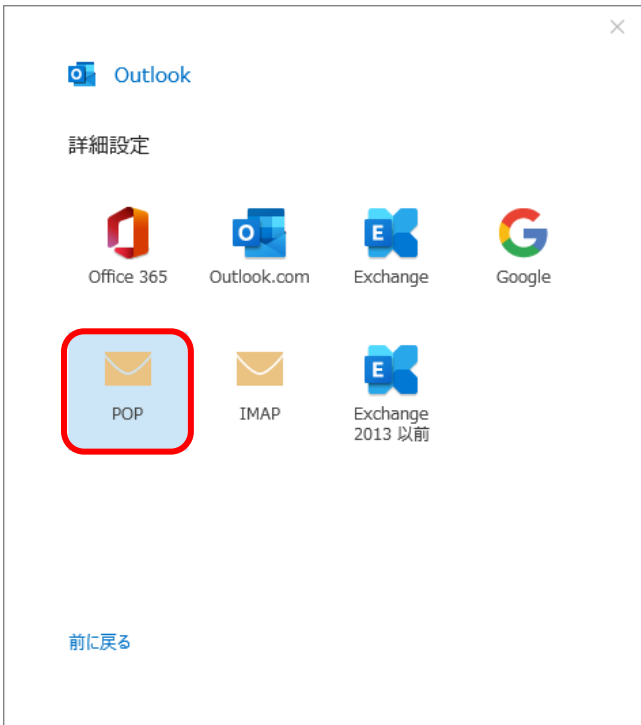 Outlook
詳細設定
Office 365
Outlook.com
Exchange
Google
POP
IMAP
Exchange
2013 以前
前に戻る